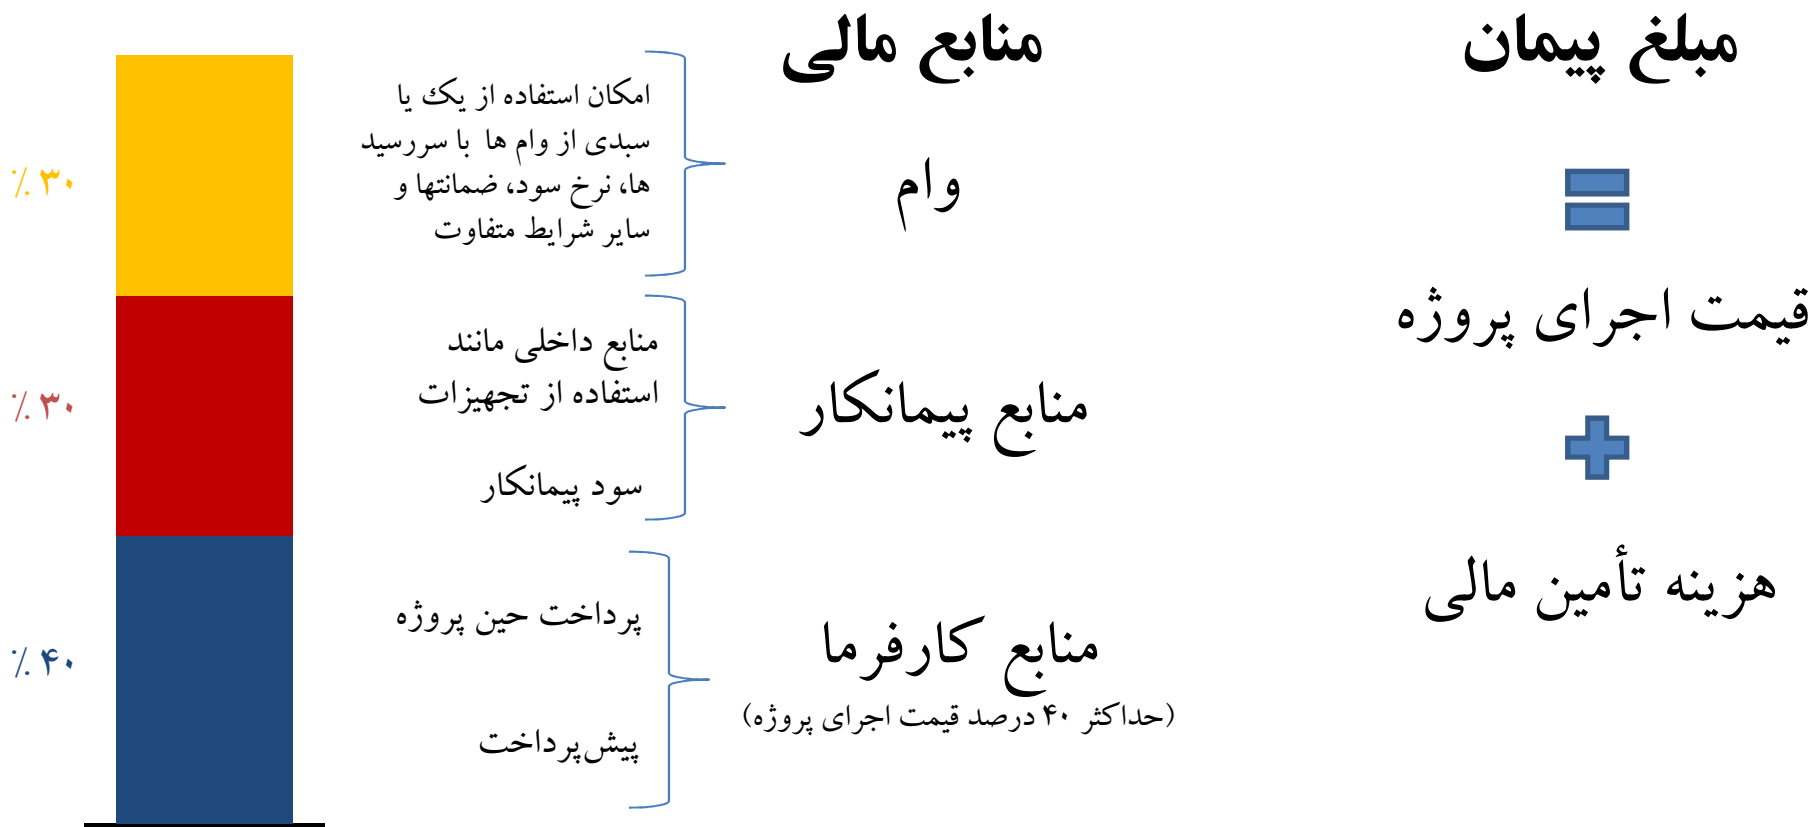 مبلغ پیمان
قیمت اجرای پروژه
هزینه تأمین مالی
منابع مالی
وام
منابع پیمانکار
منابع کارفرما
(حداکثر ۴۰ درصد قیمت اجرای پروژه)
امکان استفاده از یک یا
سبدی از وام ها با سررسید
ها، نرخ سود، ضمانتها و
سایر شرایط متفاوت
منابع داخلی مانند
استفاده از تجهیزات
سود پیمانکار
پرداخت حین پروژه
پیش‌پرداخت
۳۰ ٪
۳۰ ٪
۴۰ ٪